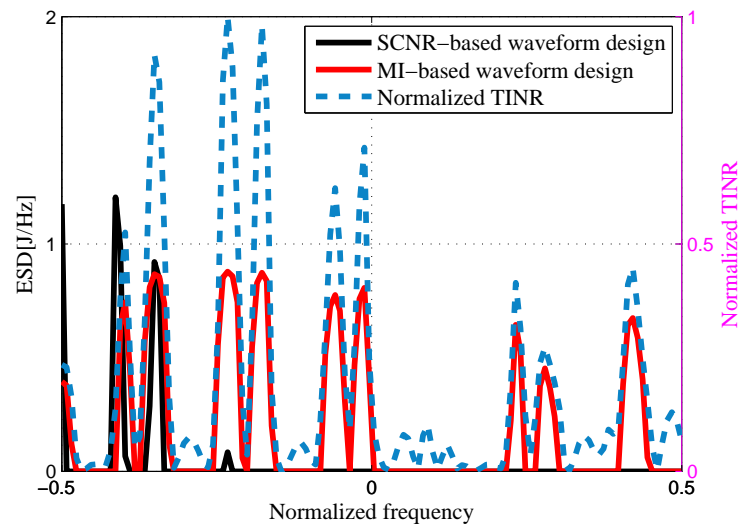 2
1
0
ESD[J/Hz]
SCNR−based waveform design
MI−based waveform design
Normalized TINR
1
0.5
0
Normalized TINR
−0.5
0
0.5
Normalized frequency